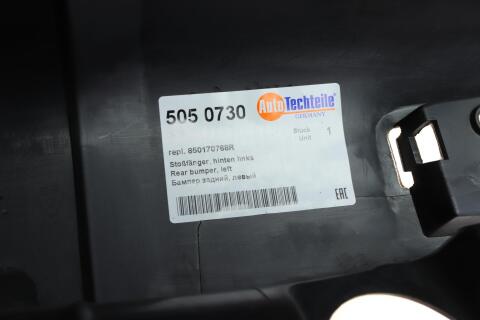 505 0730
AutoTechteile
GERMANY
Stück 1
Unit
repl. 850170768R
Stoßfänger, hinten links
Rear bumper, left
Бампер задний, левый
EAC